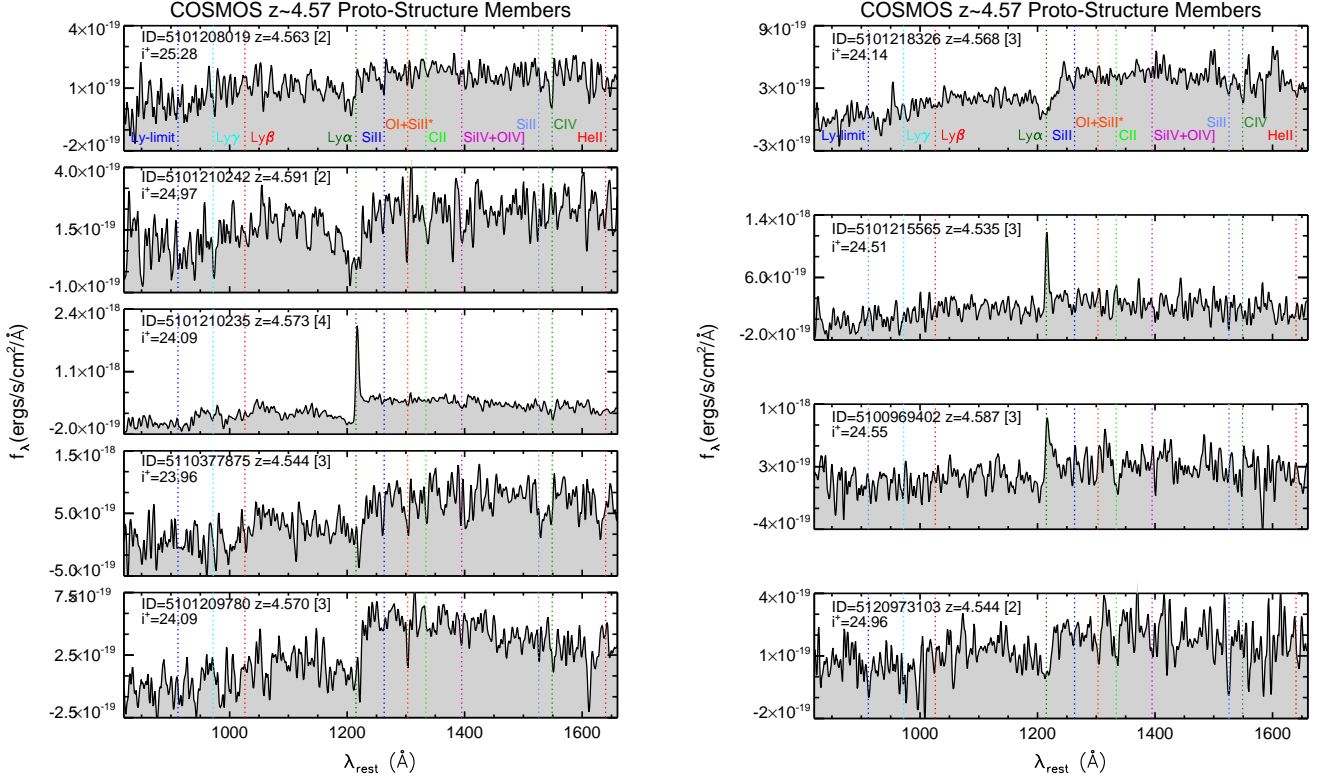 COSMOS z~4.57 Proto-Structure Members
4×10⁻¹⁹
1×10⁻¹⁹
-2×10⁻¹⁹
ID=5101208019 z=4.563 [2]
i⁺=25.28
Ly-limit Lyγ Lyβ Lyα SiII OI+SiII* CII SiIV+OIV] SiII CIV HeII
4.0×10⁻¹⁹
1.5×10⁻¹⁹
-1.0×10⁻¹⁹
ID=5101210242 z=4.591 [2]
i⁺=24.97
2.4×10⁻¹⁸
1.1×10⁻¹⁸
-2.0×10⁻¹⁹
ID=5101210235 z=4.573 [4]
i⁺=24.09
1.5×10⁻¹⁸
5.0×10⁻¹⁹
-5.0×10⁻¹⁹
ID=5110377875 z=4.544 [3]
i⁺=23.96
7.5×10⁻¹⁹
2.5×10⁻¹⁹
-2.5×10⁻¹⁹
ID=5101209780 z=4.570 [3]
i⁺=24.09
f_λ(ergs/s/cm²/Å)
1000 1200 1400 1600
λ_rest (Å)
COSMOS z~4.57 Proto-Structure Members
9×10⁻¹⁹
3×10⁻¹⁹
-3×10⁻¹⁹
ID=5101218326 z=4.568 [3]
i⁺=24.14
Ly-limit Lyγ Lyβ Lyα SiII OI+SiII* CII SiIV+OIV] SiII CIV HeII
1.4×10⁻¹⁸
6.0×10⁻¹⁹
-2.0×10⁻¹⁹
ID=5101215565 z=4.535 [3]
i⁺=24.51
1×10⁻¹⁸
3×10⁻¹⁹
-4×10⁻¹⁹
ID=5100969402 z=4.587 [3]
i⁺=24.55
4×10⁻¹⁹
1×10⁻¹⁹
-2×10⁻¹⁹
ID=5120973103 z=4.544 [2]
i⁺=24.96
f_λ(ergs/s/cm²/Å)
1000 1200 1400 1600
λ_rest (Å)